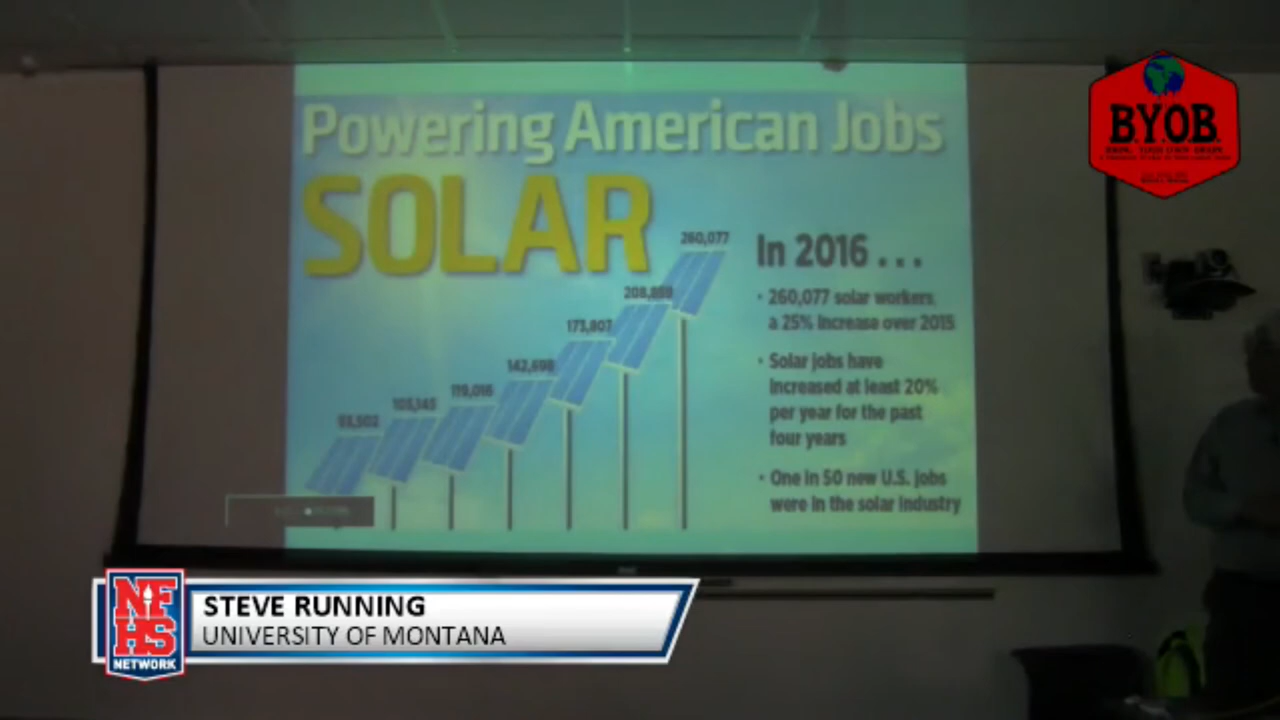 Powering American Jobs
SOLAR
260,077
208,859
173,807
142,698
119,016
105,145
93,502
In 2016 . . .
• 260,077 solar workers
a 25% increase over 2015
• Solar jobs have
increased at least 20%
per year for the past
four years
• One in 50 new U.S. jobs
were in the solar industry
B.Y.O.B.
NF
HS
NETWORK
STEVE RUNNING
UNIVERSITY OF MONTANA